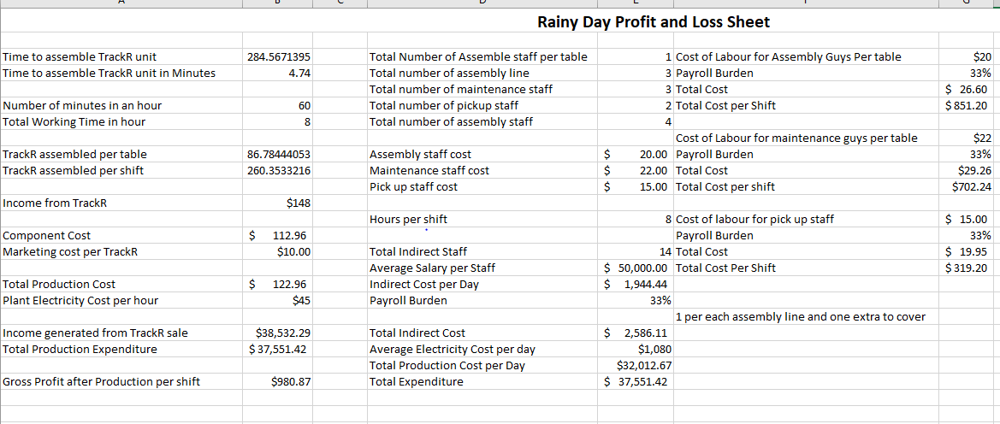 Rainy Day Profit and Loss Sheet
Time to assemble TrackR unit 284.5671395 Total Number of Assemble staff per table 1 Cost of Labour for Assembly Guys Per table $20
Time to assemble TrackR unit in Minutes 4.74 Total number of assembly line 3 Payroll Burden 33%
Total number of maintenance staff 3 Total Cost $ 26.60
Number of minutes in an hour 60 Total number of pickup staff 2 Total Cost per Shift $ 851.20
Total Working Time in hour 8 Total number of assembly staff 4
Cost of Labour for maintenance guys per table $22
TrackR assembled per table 86.78444053 Assembly staff cost $ 20.00 Payroll Burden 33%
TrackR assembled per shift 260.3533216 Maintenance staff cost $ 22.00 Total Cost $29.26
Pick up staff cost $ 15.00 Total Cost per shift $702.24
Income from TrackR $148
Hours per shift 8 Cost of labour for pick up staff $ 15.00
Component Cost $ 112.96 Payroll Burden 33%
Marketing cost per TrackR $10.00 Total Indirect Staff 14 Total Cost $ 19.95
Average Salary per Staff $ 50,000.00 Total Cost Per Shift $ 319.20
Total Production Cost $ 122.96 Indirect Cost per Day $ 1,944.44
Plant Electricity Cost per hour $45 Payroll Burden 33%
1 per each assembly line and one extra to cover
Income generated from TrackR sale $38,532.29 Total Indirect Cost $ 2,586.11
Total Production Expenditure $ 37,551.42 Average Electricity Cost per day $1,080
Total Production Cost per Day $32,012.67
Gross Profit after Production per shift $980.87 Total Expenditure $ 37,551.42